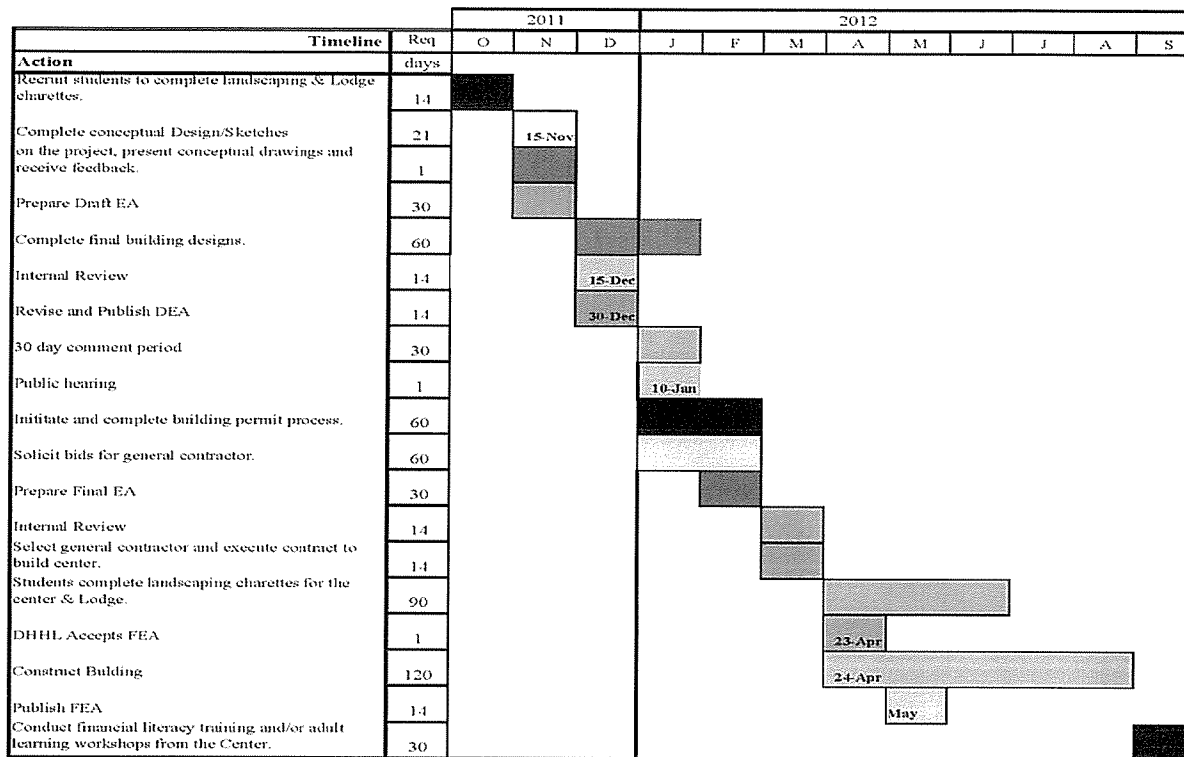 2011 2012
Timeline Req O N D J F M A M J J A S
Action days
Recruit students to complete landscaping & Lodge
charettes. 14
Complete conceptual Design/Sketches 21 15-Nov
on the project, present conceptual drawings and
receive feedback. 1
Prepare Draft EA 30
Complete final building designs. 60
Internal Review 14 15-Dec
Revise and Publish DEA 14 30-Dec
30 day comment period 30
Public hearing 1 10-Jan
Inititate and complete building permit process. 60
Solicit bids for general contractor. 60
Prepare Final EA 30
Internal Review 14
Select general contractor and execute contract to
build center. 14
Students complete landscaping charettes for the
center & Lodge. 90
DHHL Accepts FEA 1 23-Apr
Construct Bulding 120 24-Apr
Publish FEA 14 May
Conduct financial literacy training and/or adult
learning workshops from the Center. 30